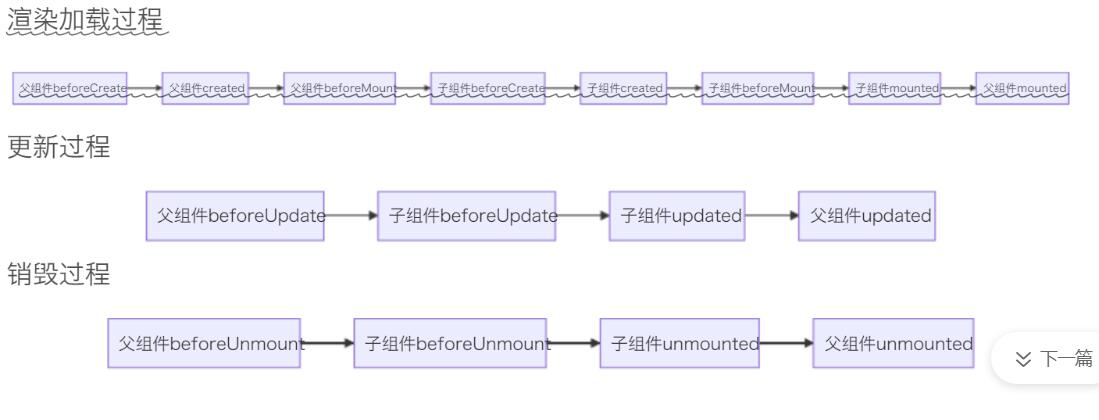 渲染加载过程
父组件beforeCreate 父组件created 父组件beforeMount 子组件beforeCreate 子组件created 子组件beforeMount 子组件mounted 父组件mounted
更新过程
父组件beforeUpdate 子组件beforeUpdate 子组件updated 父组件updated
销毁过程
父组件beforeUnmount 子组件beforeUnmount 子组件unmounted 父组件unmounted
下一篇